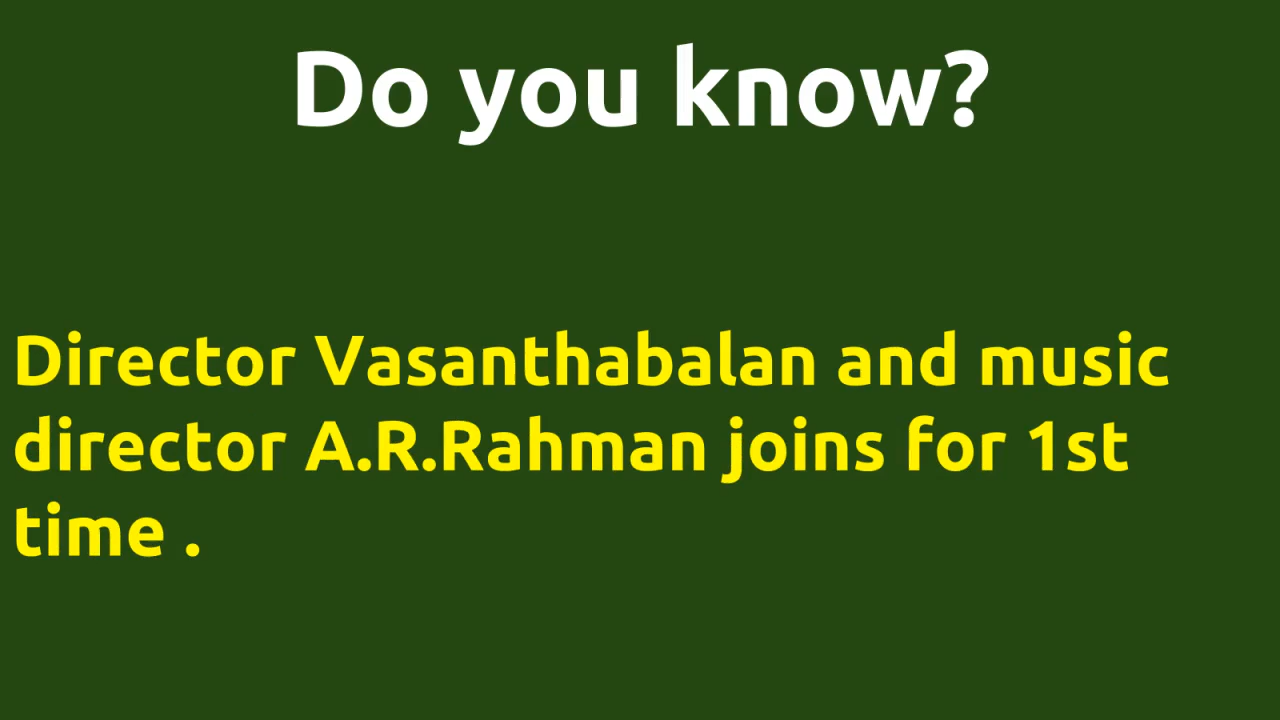 Do you know?
Director Vasanthabalan and music
director A.R.Rahman joins for 1st
time .